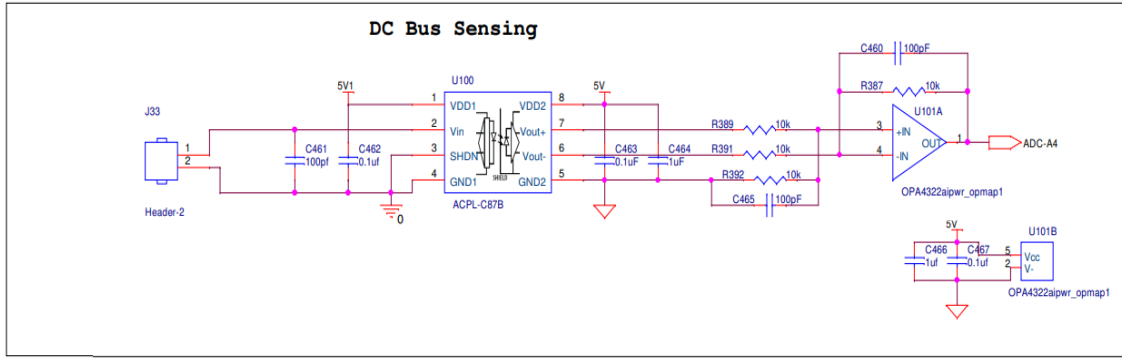 DC Bus Sensing
C460
100pF
U100
R387
10k
5V1
5V
U101A
J33
1
VDD1
VDD2
8
R389
10k
3
+IN
2
Vin
Vout+
7
OUT
1
ADC-A4
1
C461
C462
3
SHDN
Vout-
6
C463
C464
R391
10k
4
-IN
2
100pf
0.1uf
0.1uF
1uF
R392
10k
4
GND1
SHIELD
GND2
5
C465
100pF
OPA4322aipwr_opmap1
Header-2
0
ACPL-C87B
5V
U101B
C466
C467
5
Vcc
1uf
0.1uf
2
V-
OPA4322aipwr_opmap1